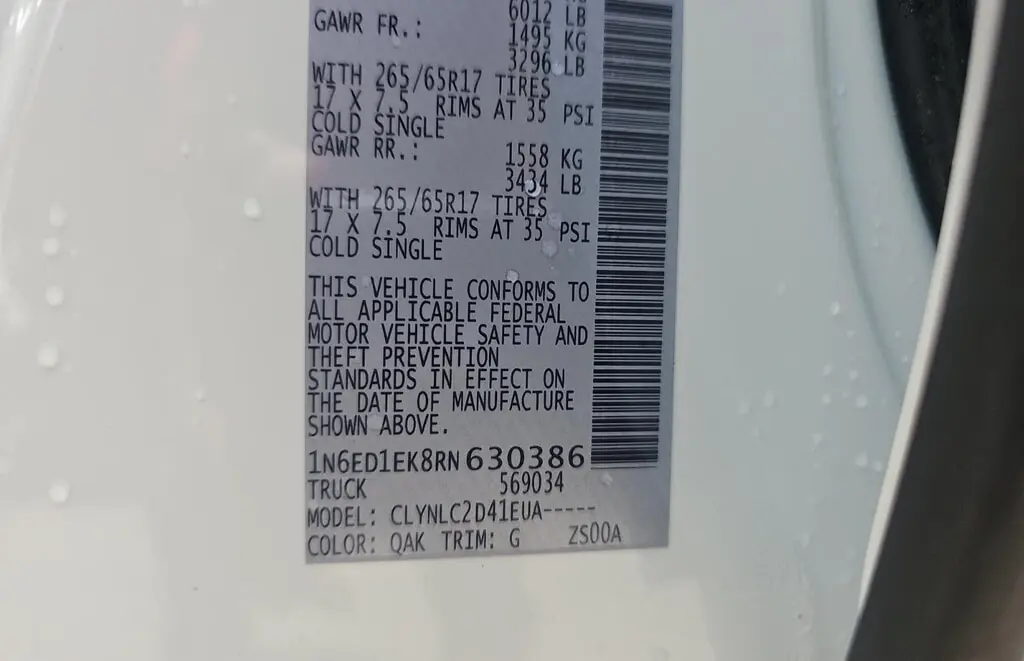 6012 LB
GAWR FR.: 1495 KG
3296 LB
WITH 265/65R17 TIRES
17 X 7.5 RIMS AT 35 PSI
COLD SINGLE
GAWR RR.: 1558 KG
3434 LB
WITH 265/65R17 TIRES
17 X 7.5 RIMS AT 35 PSI
COLD SINGLE
THIS VEHICLE CONFORMS TO
ALL APPLICABLE FEDERAL
MOTOR VEHICLE SAFETY AND
THEFT PREVENTION
STANDARDS IN EFFECT ON
THE DATE OF MANUFACTURE
SHOWN ABOVE.
1N6ED1EK8RN630386
TRUCK 569034
MODEL: CLYNLC2D41EUA-----
COLOR: QAK TRIM: G ZS00A